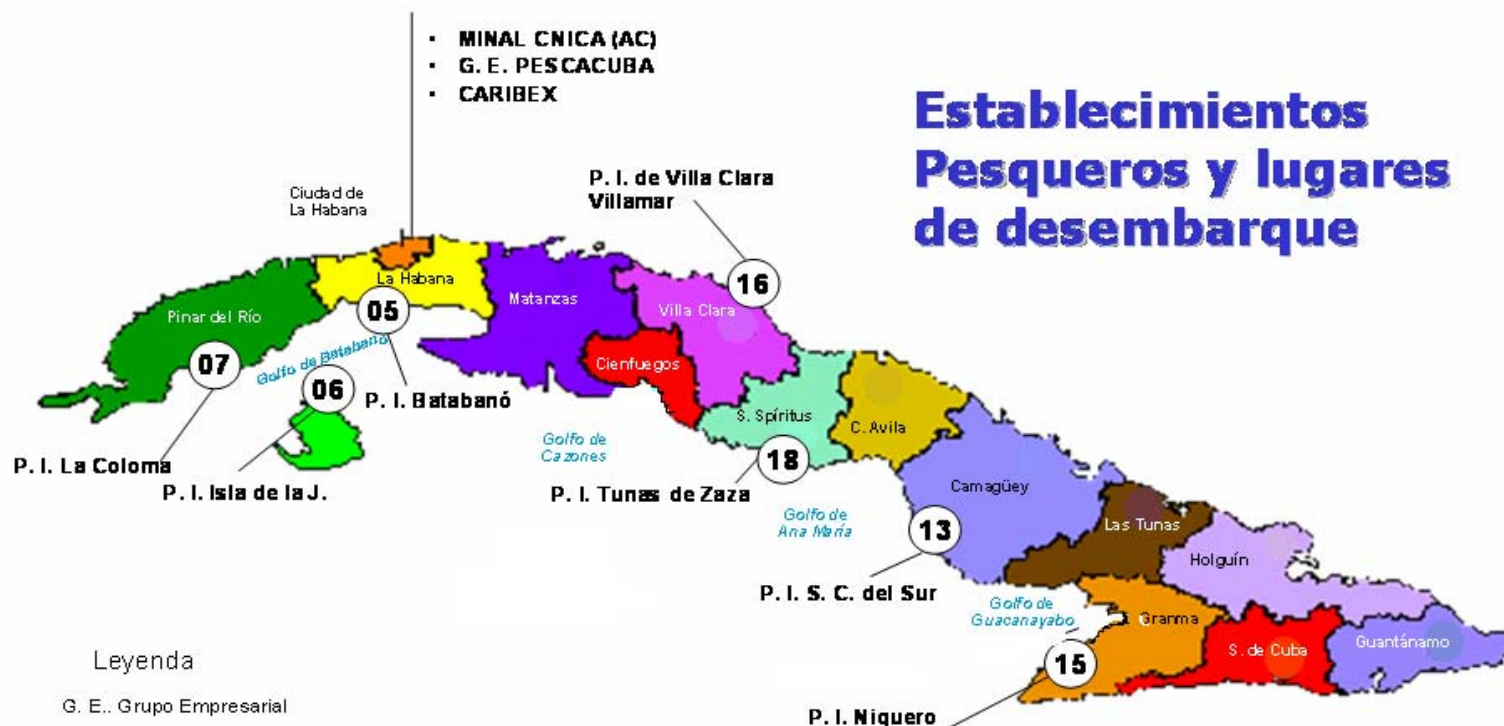 · MINAL CNICA (AC)
· G. E. PESCACUBA
· CARIBEX
Establecimientos
Pesqueros y lugares
de desembarque
P. I. de Villa Clara
Villamar
Ciudad de
La Habana
La Habana
Matanzas
Villa Clara
16
Pinar del Río
05
07
Golfo de Batabanó
06
Cienfuegos
P. I. Batabanó
S. Spíritus
C. Avila
Golfo de
Cazones
P. I. La Coloma
P. I. Isla de la J.
18
P. I. Tunas de Zaza
Camagüey
Golfo de
Ana María
13
Las Tunas
Holguín
P. I. S. C. del Sur
Golfo de
Guacanayabo
Granma
S. de Cuba
Guantánamo
15
Leyenda
G. E.. Grupo Empresarial
P. I. Niquero